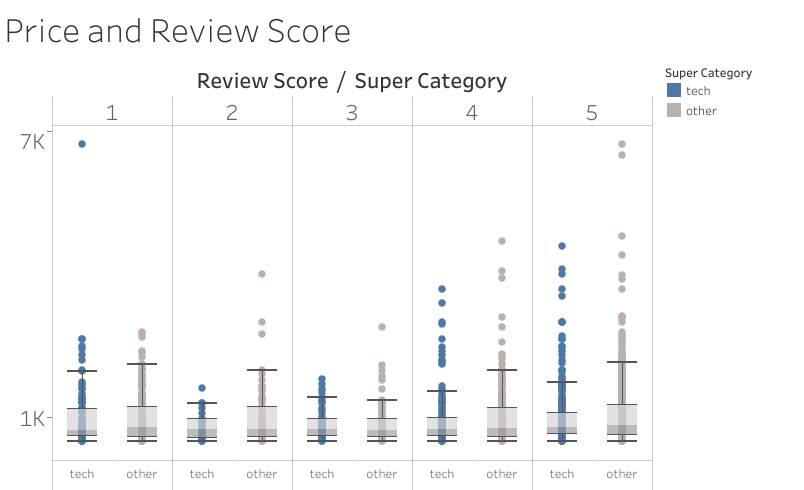 Price and Review Score
Review Score / Super Category
Super Category
tech
other
1 2 3 4 5
7K
1K
tech other tech other tech other tech other tech other